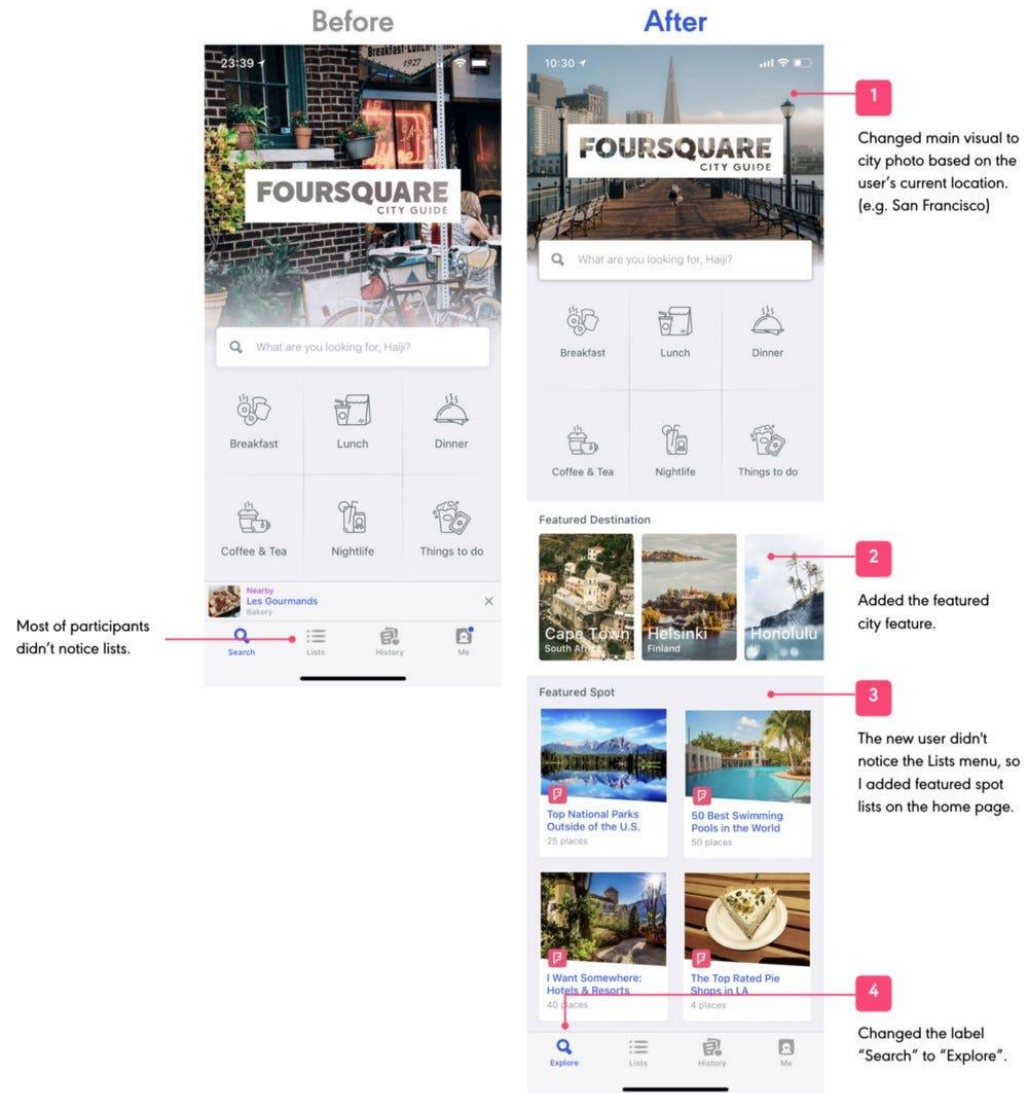 Before
After
Breakfast-Lunch
1927
23:39
FOURSQUARE
CITY GUIDE
What are you looking for, Haiji?
Breakfast
Lunch
Dinner
Coffee & Tea
Nightlife
Things to do
Nearby
Les Gourmands
Bakery
Search
Lists
History
Me
Most of participants
didn't notice lists.
10:30
FOURSQUARE
CITY GUIDE
What are you looking for, Haiji?
Breakfast
Lunch
Dinner
Coffee & Tea
Nightlife
Things to do
Featured Destination
Cape Town
South Africa
Helsinki
Finland
Honolulu
HI
Featured Spot
Top National Parks
Outside of the U.S.
25 places
50 Best Swimming
Pools in the World
50 places
I Want Somewhere:
Hotels & Resorts
40 places
The Top Rated Pie
Shops in LA
4 places
Explore
Lists
History
Me
1
Changed main visual to
city photo based on the
user's current location.
(e.g. San Francisco)
2
Added the featured
city feature.
3
The new user didn't
notice the Lists menu, so
I added featured spot
lists on the home page.
4
Changed the label
"Search" to "Explore".